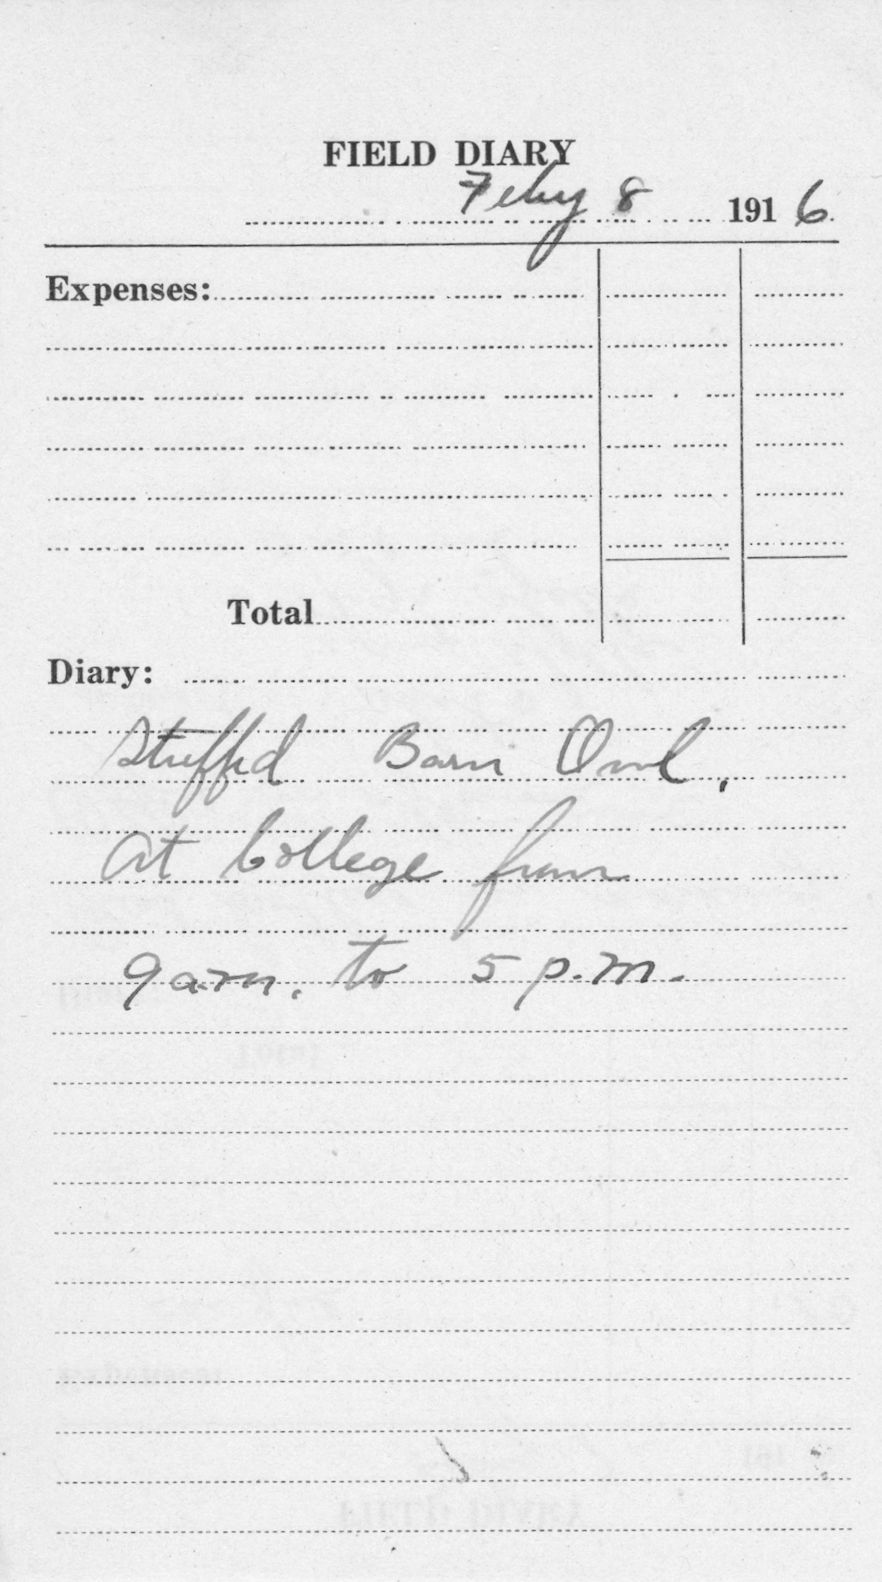 FIELD DIARY
Feby 8 1916.
Expenses:
Total
Diary:
Stuffed Barn Owl,
At College from
9 a.m. to 5 p.m.